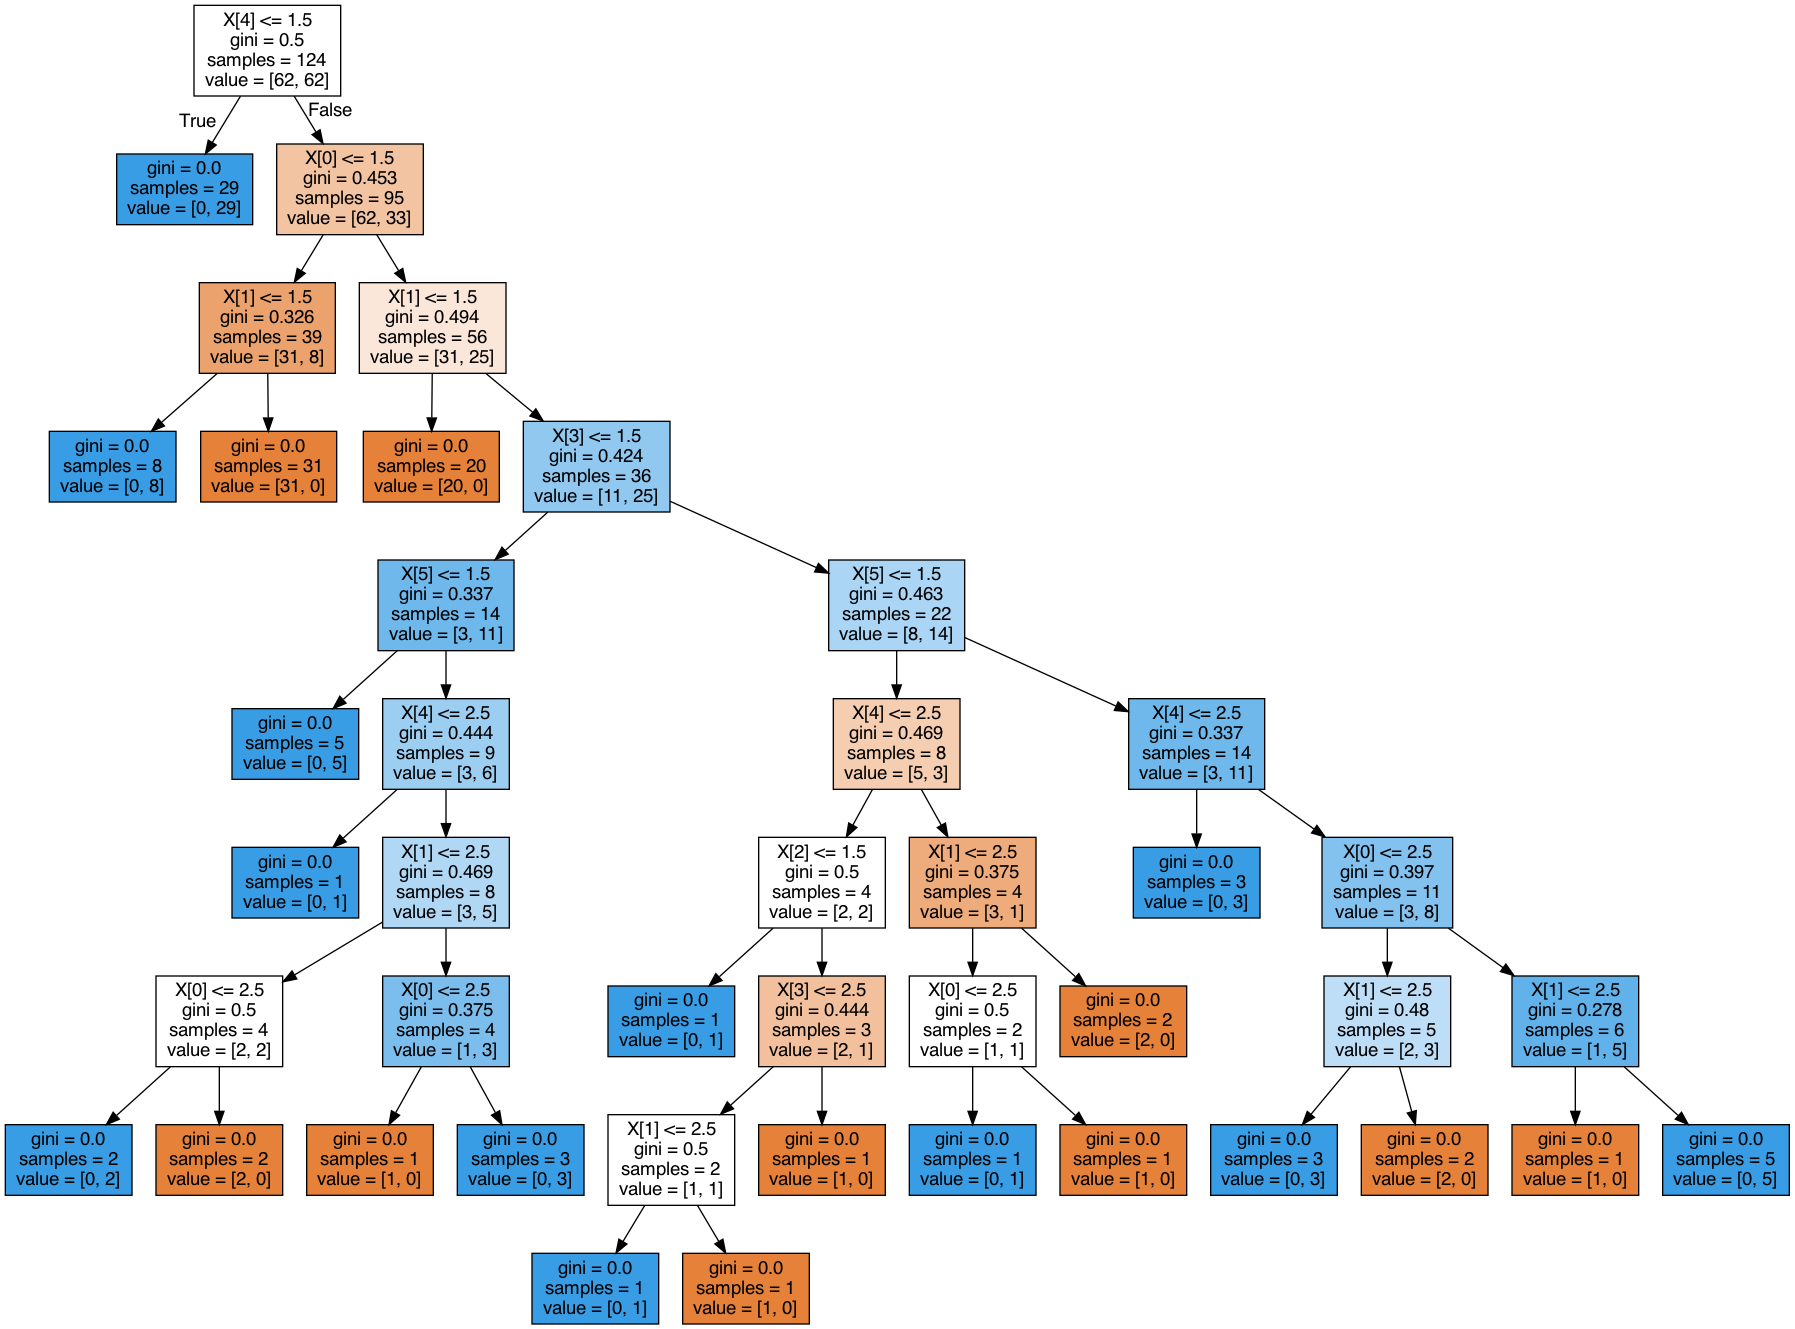 X[4] <= 1.5
gini = 0.5
samples = 124
value = [62, 62]
True
False
gini = 0.0
samples = 29
value = [0, 29]
X[0] <= 1.5
gini = 0.453
samples = 95
value = [62, 33]
X[1] <= 1.5
gini = 0.326
samples = 39
value = [31, 8]
X[1] <= 1.5
gini = 0.494
samples = 56
value = [31, 25]
gini = 0.0
samples = 8
value = [0, 8]
gini = 0.0
samples = 31
value = [31, 0]
gini = 0.0
samples = 20
value = [20, 0]
X[3] <= 1.5
gini = 0.424
samples = 36
value = [11, 25]
X[5] <= 1.5
gini = 0.337
samples = 14
value = [3, 11]
X[5] <= 1.5
gini = 0.463
samples = 22
value = [8, 14]
gini = 0.0
samples = 5
value = [0, 5]
X[4] <= 2.5
gini = 0.444
samples = 9
value = [3, 6]
X[4] <= 2.5
gini = 0.469
samples = 8
value = [5, 3]
X[4] <= 2.5
gini = 0.337
samples = 14
value = [3, 11]
gini = 0.0
samples = 1
value = [0, 1]
X[1] <= 2.5
gini = 0.469
samples = 8
value = [3, 5]
X[2] <= 1.5
gini = 0.5
samples = 4
value = [2, 2]
X[1] <= 2.5
gini = 0.375
samples = 4
value = [3, 1]
gini = 0.0
samples = 3
value = [0, 3]
X[0] <= 2.5
gini = 0.397
samples = 11
value = [3, 8]
X[0] <= 2.5
gini = 0.5
samples = 4
value = [2, 2]
X[0] <= 2.5
gini = 0.375
samples = 4
value = [1, 3]
gini = 0.0
samples = 1
value = [0, 1]
X[3] <= 2.5
gini = 0.444
samples = 3
value = [2, 1]
X[0] <= 2.5
gini = 0.5
samples = 2
value = [1, 1]
gini = 0.0
samples = 2
value = [2, 0]
X[1] <= 2.5
gini = 0.48
samples = 5
value = [2, 3]
X[1] <= 2.5
gini = 0.278
samples = 6
value = [1, 5]
gini = 0.0
samples = 2
value = [0, 2]
gini = 0.0
samples = 2
value = [2, 0]
gini = 0.0
samples = 1
value = [1, 0]
gini = 0.0
samples = 3
value = [0, 3]
X[1] <= 2.5
gini = 0.5
samples = 2
value = [1, 1]
gini = 0.0
samples = 1
value = [1, 0]
gini = 0.0
samples = 1
value = [0, 1]
gini = 0.0
samples = 1
value = [1, 0]
gini = 0.0
samples = 3
value = [0, 3]
gini = 0.0
samples = 2
value = [2, 0]
gini = 0.0
samples = 1
value = [1, 0]
gini = 0.0
samples = 5
value = [0, 5]
gini = 0.0
samples = 1
value = [0, 1]
gini = 0.0
samples = 1
value = [1, 0]